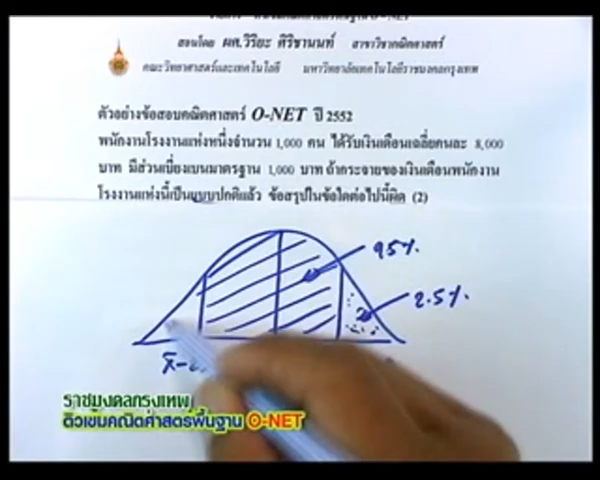 สอนโดย ผศ.วิริยะ ศิริชานนท์ สาขาวิชาคณิตศาสตร์
คณะวิทยาศาสตร์และเทคโนโลยี มหาวิทยาลัยเทคโนโลยีราชมงคลกรุงเทพ
ตัวอย่างข้อสอบคณิตศาสตร์ O-NET ปี 2552
พนักงานโรงงานแห่งหนึ่งจำนวน 1,000 คน ได้รับเงินเดือนเฉลี่ยคนละ 8,000
บาท มีส่วนเบี่ยงเบนมาตรฐาน 1,000 บาท ถ้ากระจายของเงินเดือนพนักงาน
โรงงานแห่งนี้เป็นแบบปกติแล้ว ข้อสรุปในข้อใดต่อไปนี้ผิด (2)
95%
2.5%
x̄-
ราชมงคลกรุงเทพ
ติวเข้มคณิตศาสตร์พื้นฐาน O-NET